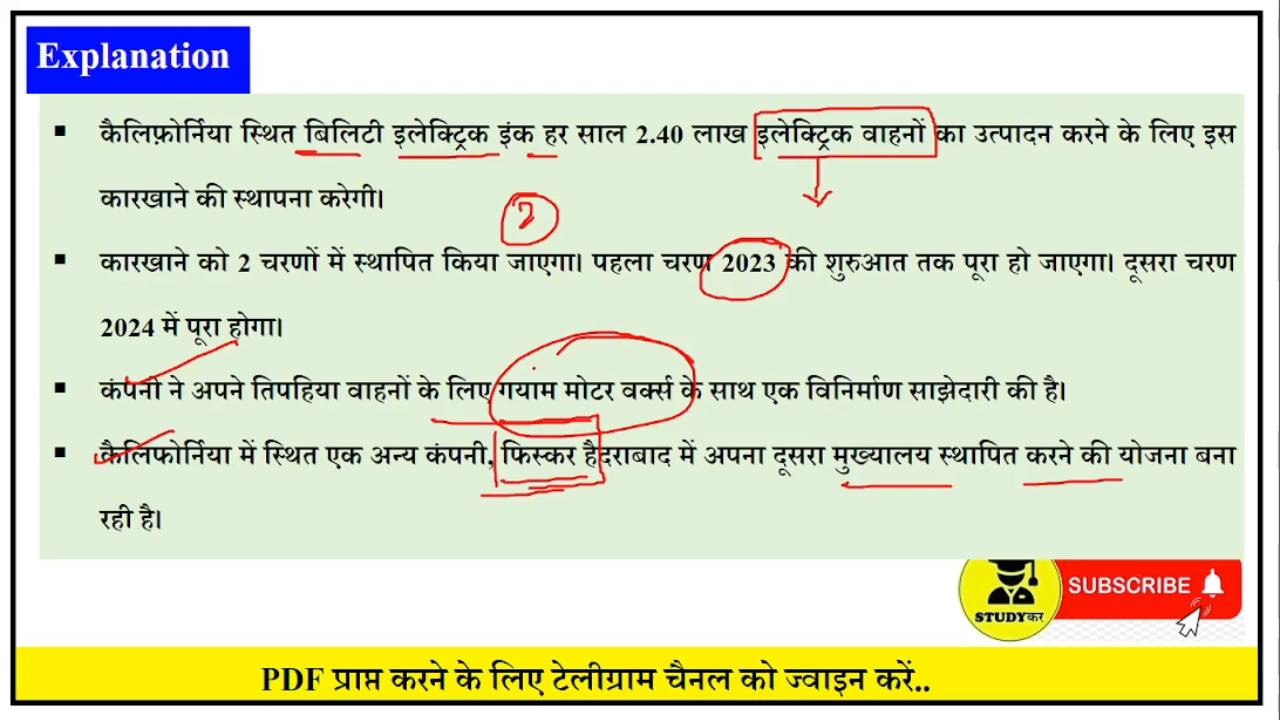 Explanation
▪ कैलिफ़ोर्निया स्थित बिलिटी इलेक्ट्रिक इंक हर साल 2.40 लाख इलेक्ट्रिक वाहनों का उत्पादन करने के लिए इस
कारखाने की स्थापना करेगी।
2
▪ कारखाने को 2 चरणों में स्थापित किया जाएगा। पहला चरण 2023 की शुरुआत तक पूरा हो जाएगा। दूसरा चरण
2024 में पूरा होगा।
▪ कंपनी ने अपने तिपहिया वाहनों के लिए गयाम मोटर वर्क्स के साथ एक विनिर्माण साझेदारी की है।
▪ कैलिफोर्निया में स्थित एक अन्य कंपनी, फिस्कर हैदराबाद में अपना दूसरा मुख्यालय स्थापित करने की योजना बना
रही है।
SUBSCRIBE
STUDYकर
PDF प्राप्त करने के लिए टेलीग्राम चैनल को ज्वाइन करें..